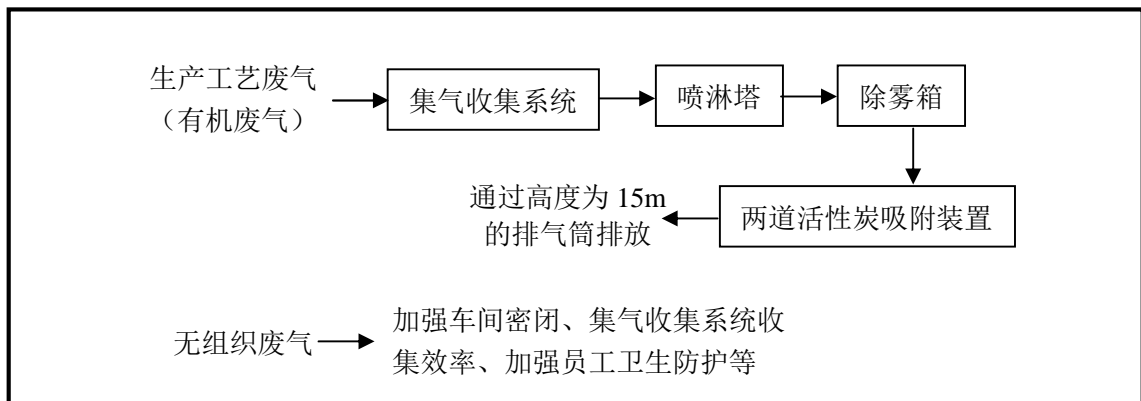 生产工艺废气
（有机废气）
集气收集系统
喷淋塔
除雾箱
两道活性炭吸附装置
通过高度为 15m
的排气筒排放
无组织废气
加强车间密闭、集气收集系统收
集效率、加强员工卫生防护等